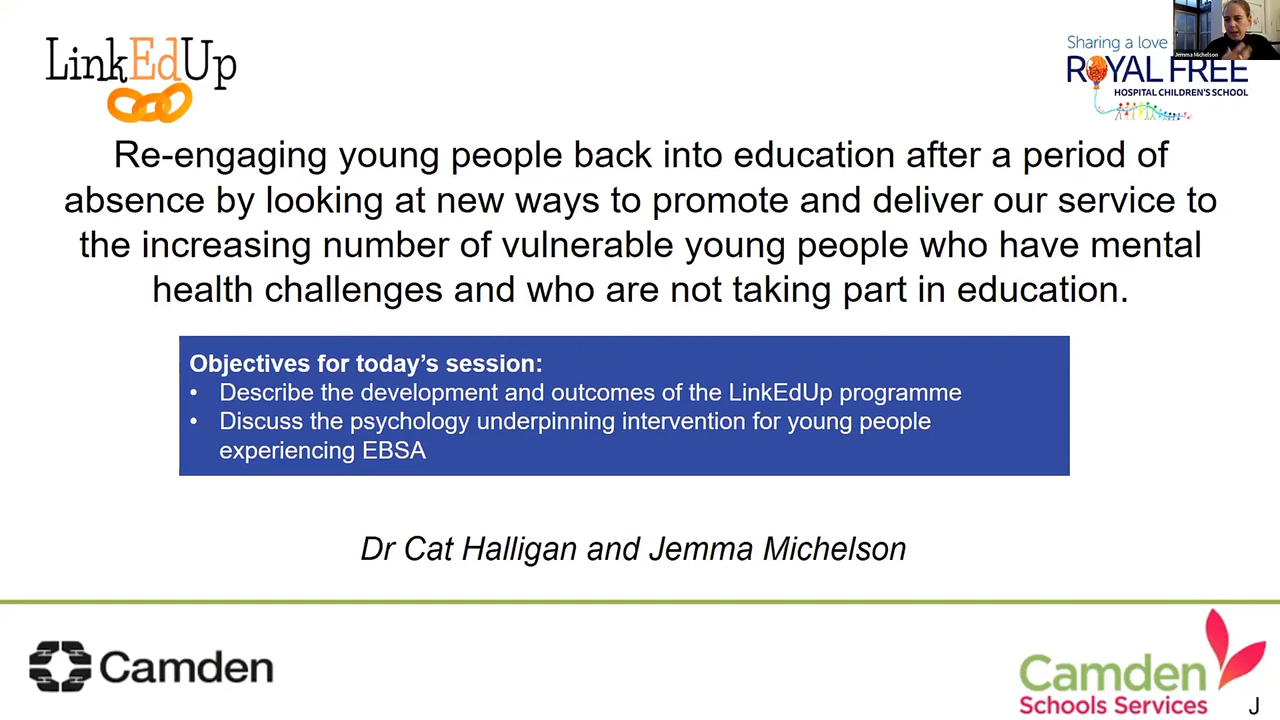 LinkEdUp
Sharing a love
ROYAL FREE
HOSPITAL CHILDREN'S SCHOOL
Jemma Michelson
Re-engaging young people back into education after a period of
absence by looking at new ways to promote and deliver our service to
the increasing number of vulnerable young people who have mental
health challenges and who are not taking part in education.
Objectives for today's session:
• Describe the development and outcomes of the LinkEdUp programme
• Discuss the psychology underpinning intervention for young people
experiencing EBSA
Dr Cat Halligan and Jemma Michelson
Camden
Camden
Schools Services
J